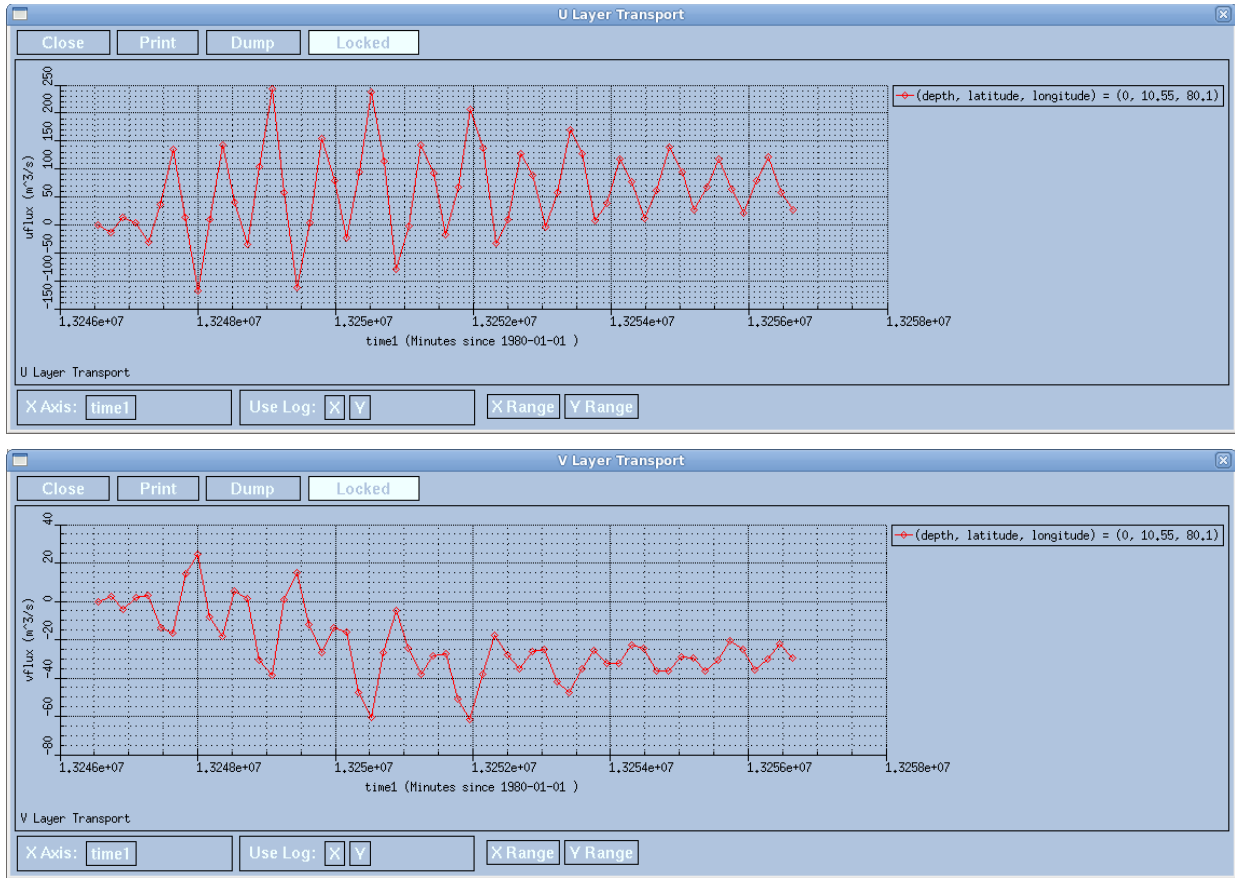 U Layer Transport
Close Print Dump Locked
250
200
150
100
50
0
-50
-100
-150
uflux (m^3/s)
(depth, latitude, longitude) = (0, 10.55, 80.1)
1.3246e+07 1.3248e+07 1.325e+07 1.3252e+07 1.3254e+07 1.3256e+07 1.3258e+07
time1 (Minutes since 1980-01-01 )
U Layer Transport
X Axis: time1 Use Log: X Y X Range Y Range
V Layer Transport
Close Print Dump Locked
40
20
0
-20
-40
-60
-80
vflux (m^3/s)
(depth, latitude, longitude) = (0, 10.55, 80.1)
1.3246e+07 1.3248e+07 1.325e+07 1.3252e+07 1.3254e+07 1.3256e+07 1.3258e+07
time1 (Minutes since 1980-01-01 )
V Layer Transport
X Axis: time1 Use Log: X Y X Range Y Range